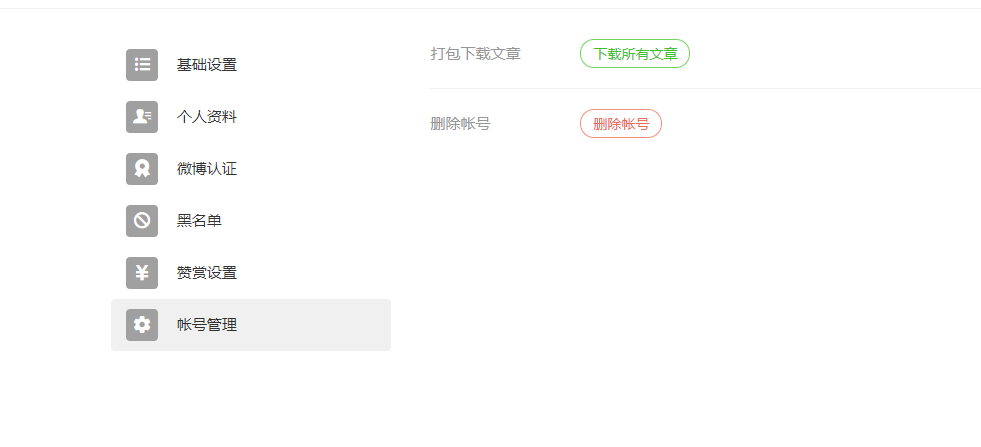 基础设置
个人资料
微博认证
黑名单
赞赏设置
帐号管理
打包下载文章 下载所有文章
删除帐号 删除帐号